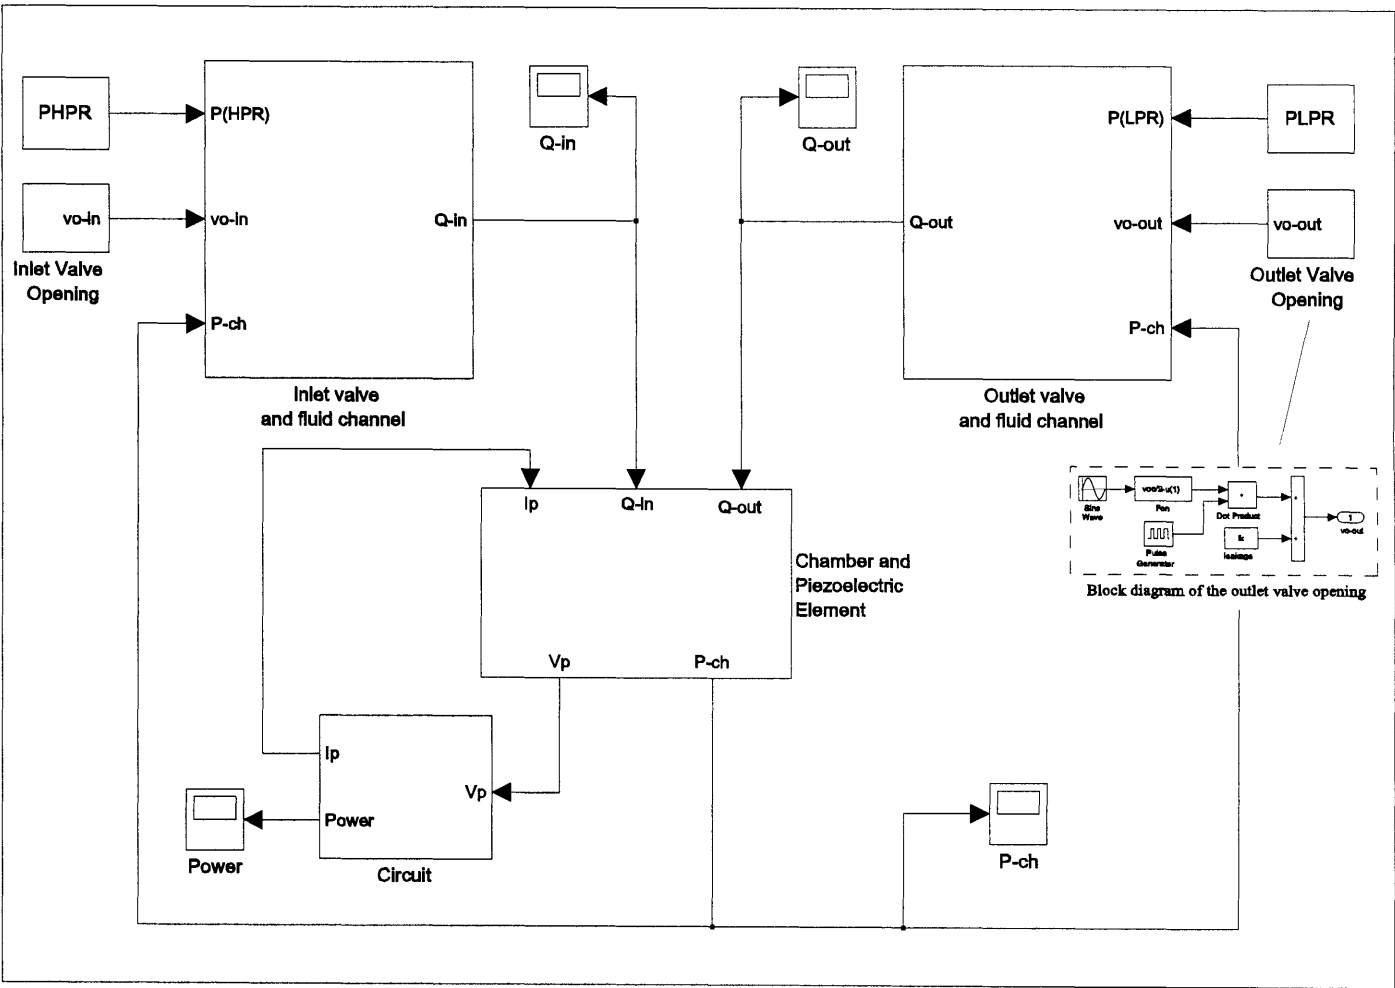 PHPR
P(HPR)
vo-in
vo-in
Inlet Valve
Opening
Q-in
P-ch
Inlet valve
and fluid channel
Q-in
Q-out
P(LPR)
PLPR
Q-out
vo-out
vo-out
Outlet Valve
Opening
P-ch
Outlet valve
and fluid channel
Ip
Q-in
Q-out
Chamber and
Piezoelectric
Element
Vp
P-ch
Sine
Wave
Fcn
Pulse
Generator
Dot Product
leakage
1
vo-out
Block diagram of the outlet valve opening
Ip
Vp
Power
Circuit
Power
P-ch